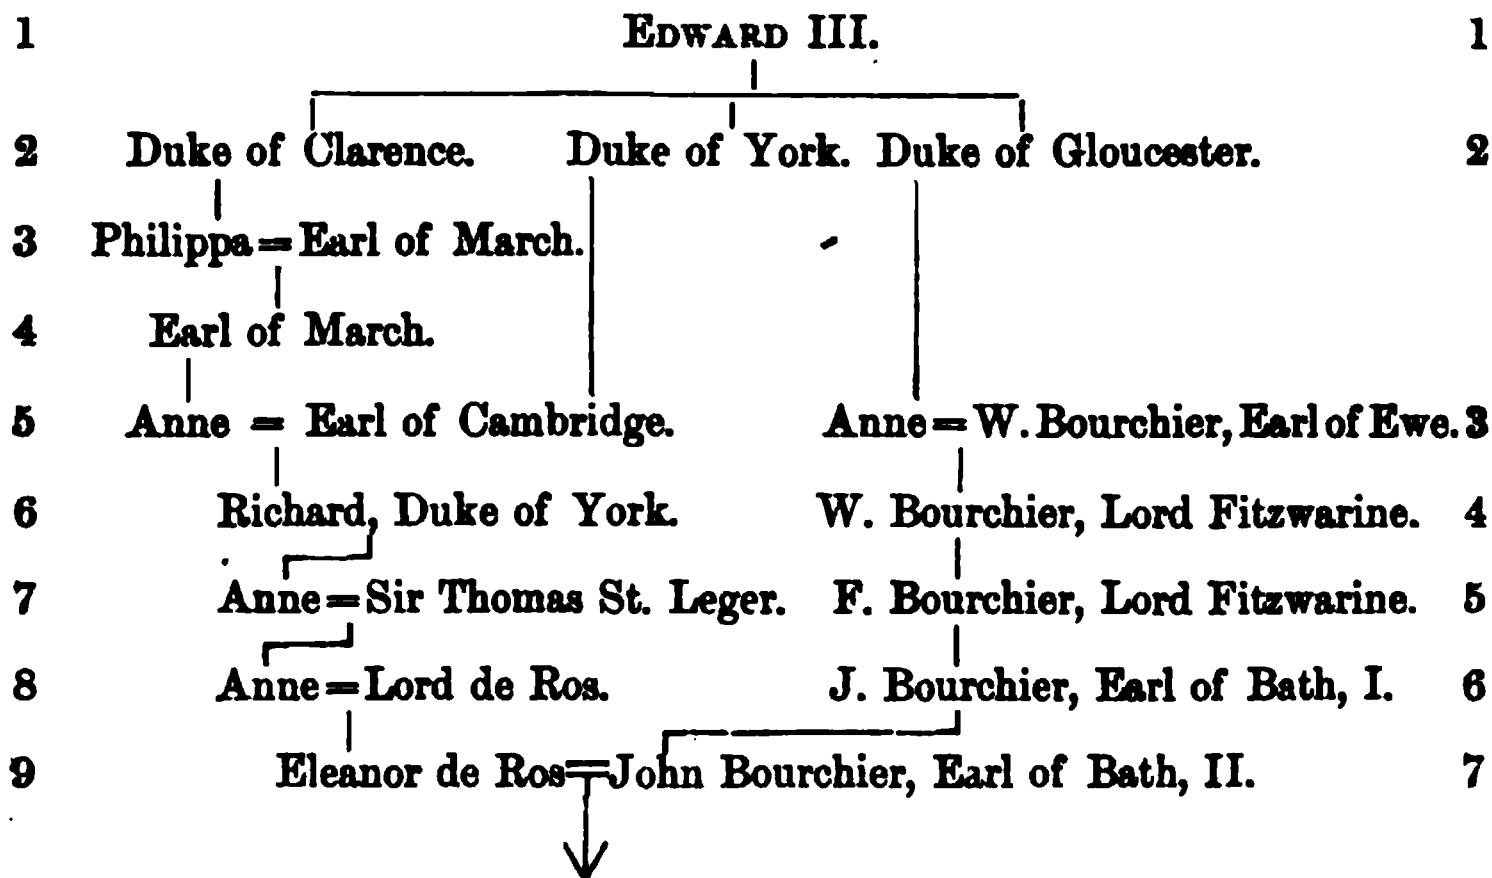 1 EDWARD III. 1
2 Duke of Clarence. Duke of York. Duke of Gloucester. 2
3 Philippa = Earl of March.
4 Earl of March.
5 Anne = Earl of Cambridge. Anne = W. Bourchier, Earl of Ewe. 3
6 Richard, Duke of York. W. Bourchier, Lord Fitzwarine. 4
7 Anne = Sir Thomas St. Leger. F. Bourchier, Lord Fitzwarine. 5
8 Anne = Lord de Ros. J. Bourchier, Earl of Bath, I. 6
9 Eleanor de Ros = John Bourchier, Earl of Bath, II. 7